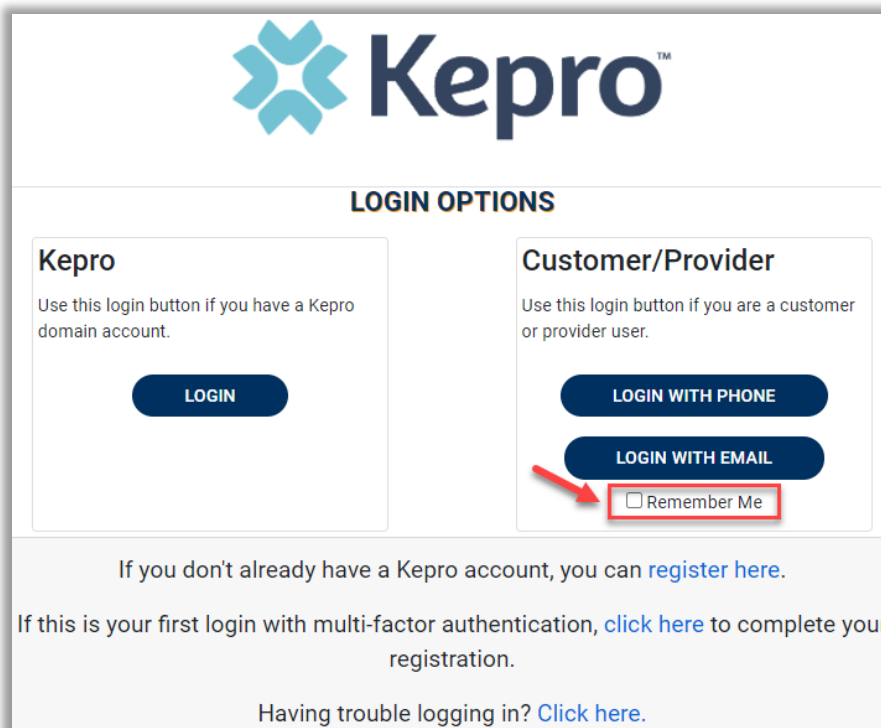 Kepro™
LOGIN OPTIONS
Kepro
Use this login button if you have a Kepro
domain account.
LOGIN
Customer/Provider
Use this login button if you are a customer
or provider user.
LOGIN WITH PHONE
LOGIN WITH EMAIL
Remember Me
If you don't already have a Kepro account, you can register here.
If this is your first login with multi-factor authentication, click here to complete your
registration.
Having trouble logging in? Click here.